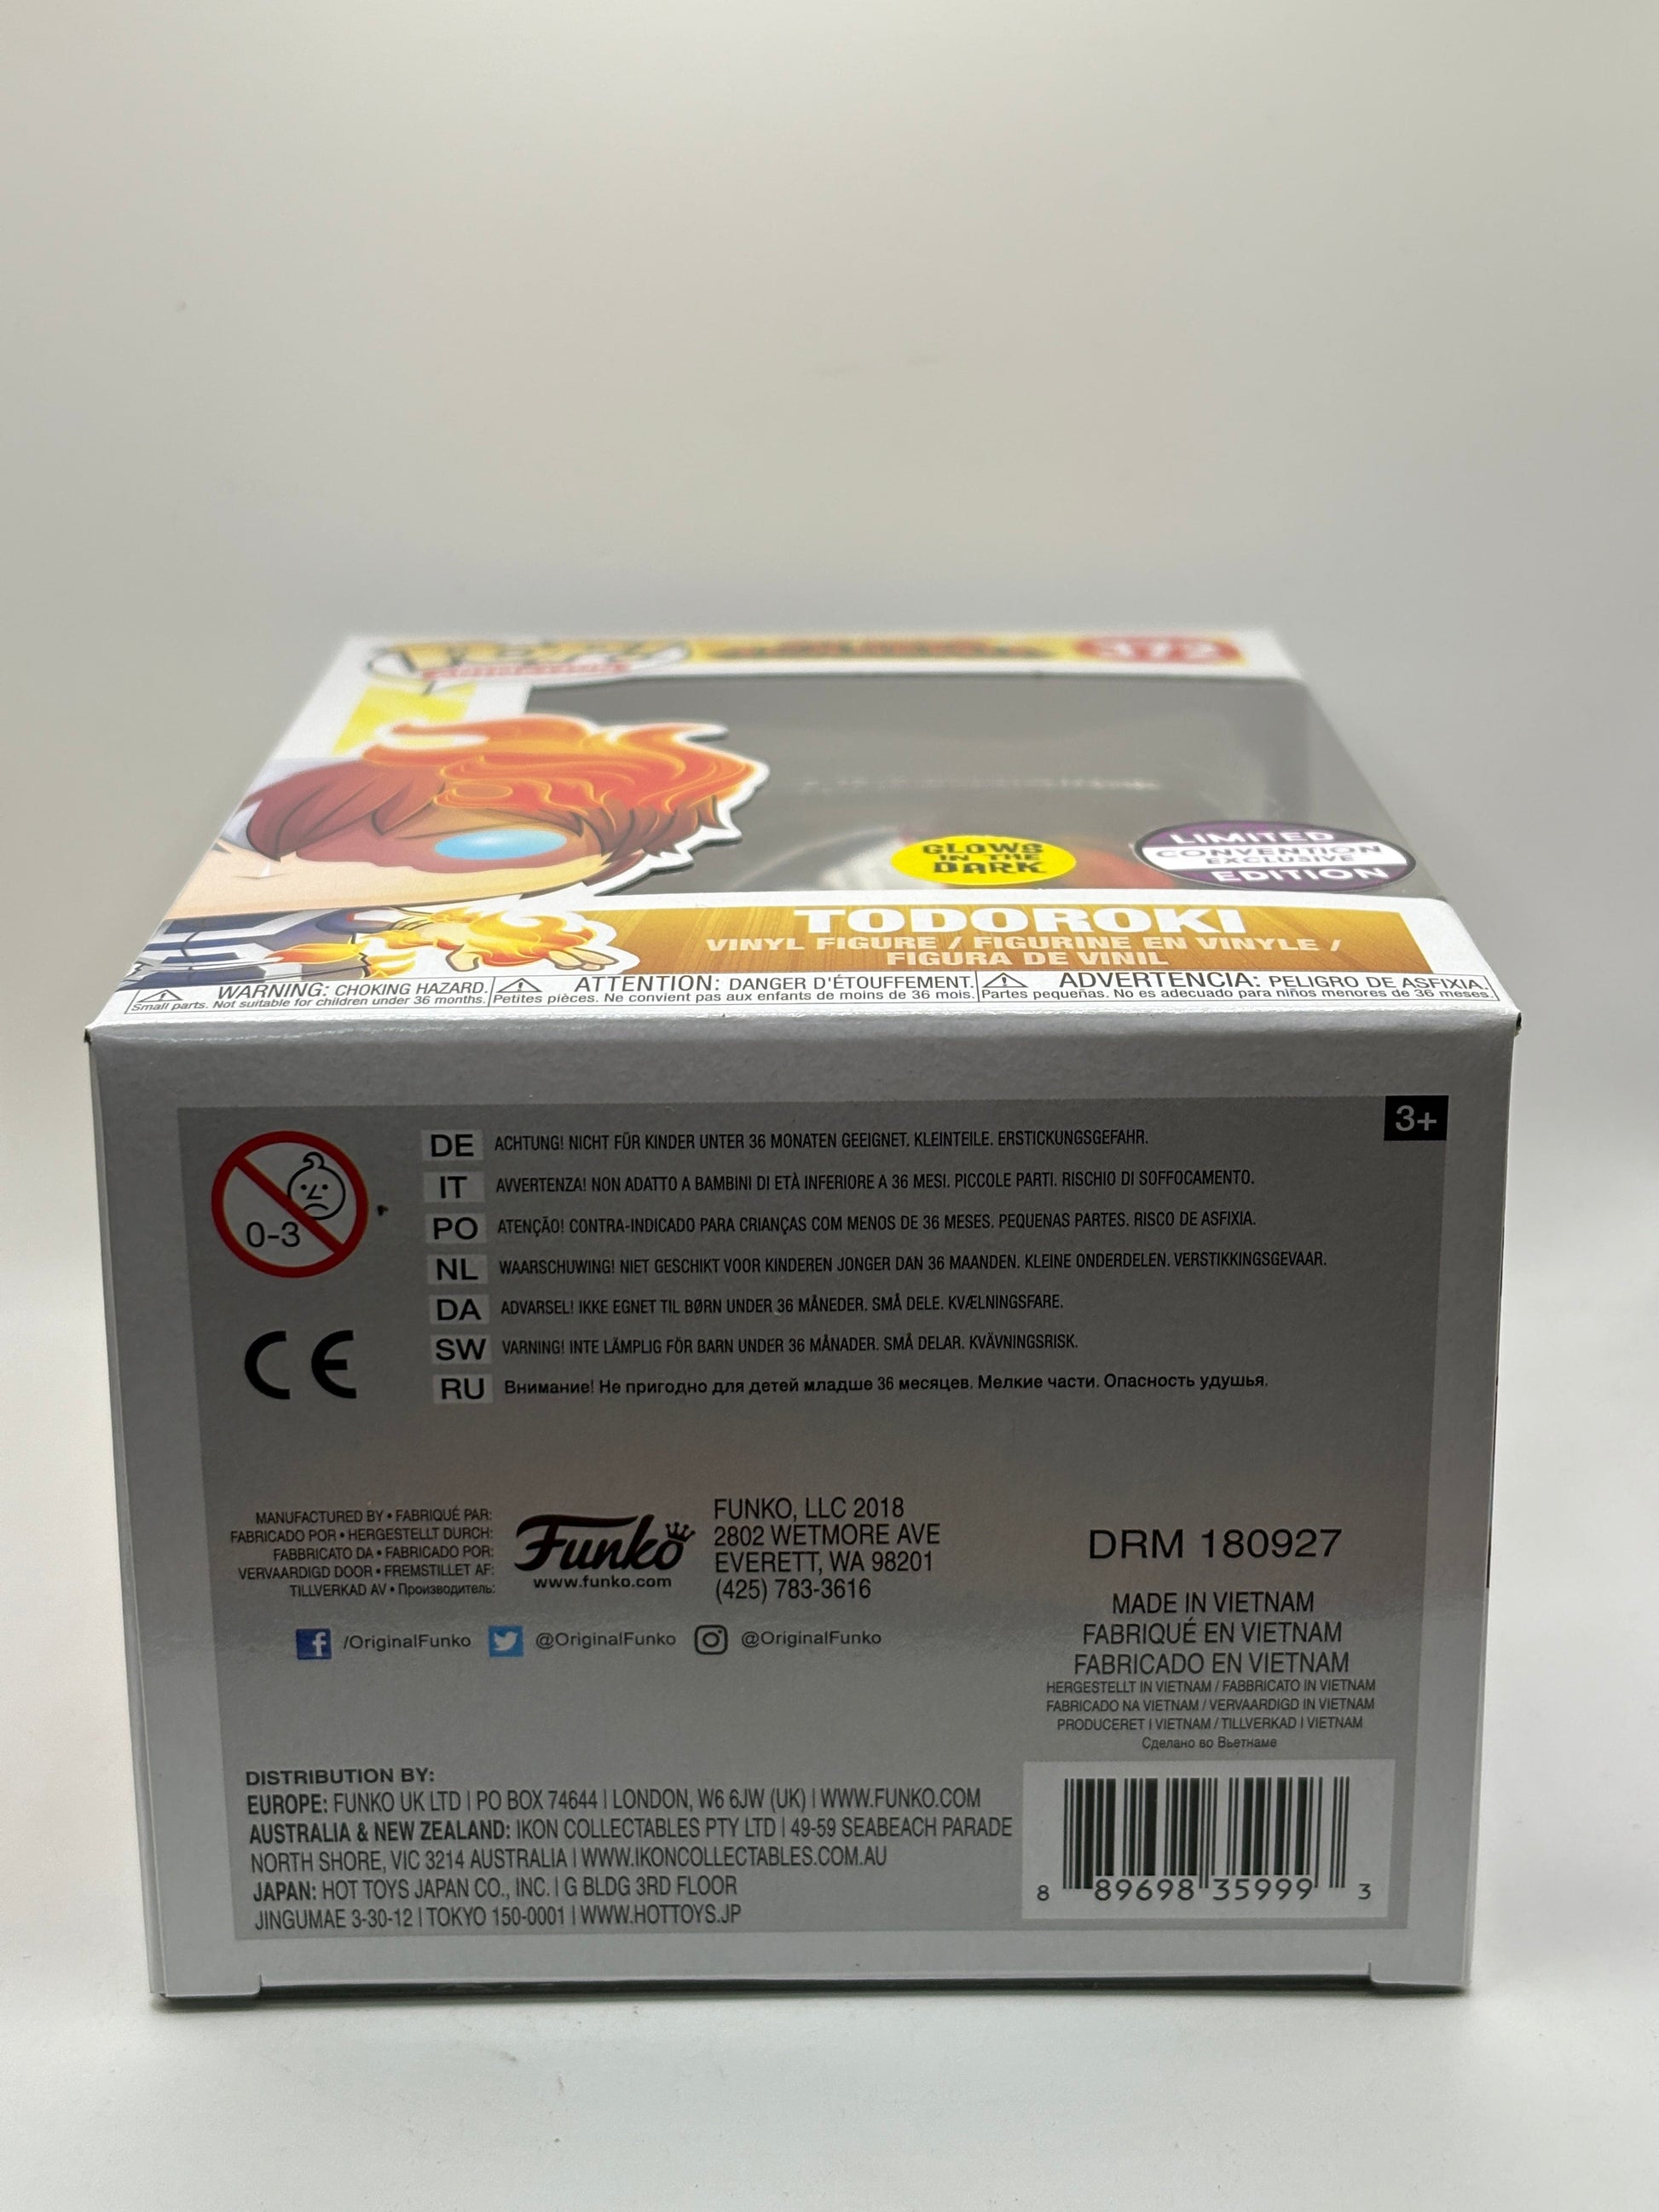 POP!
ANIMATION
372
GLOWS
IN THE
DARK
LIMITED
CONVENTION
EXCLUSIVE
EDITION
TODOROKI
VINYL FIGURE / FIGURINE EN VINYLE /
FIGURA DE VINIL
WARNING: CHOKING HAZARD.
Small parts. Not suitable for children under 36 months.
ATTENTION: DANGER D'ÉTOUFFEMENT.
Petites pièces. Ne convient pas aux enfants de moins de 36 mois.
ADVERTENCIA: PELIGRO DE ASFIXIA.
Partes pequeñas. No es adecuado para niños menores de 36 meses.
3+
0-3
DE ACHTUNG! NICHT FÜR KINDER UNTER 36 MONATEN GEEIGNET. KLEINTEILE. ERSTICKUNGSGEFAHR.
IT AVVERTENZA! NON ADATTO A BAMBINI DI ETÀ INFERIORE A 36 MESI. PICCOLE PARTI. RISCHIO DI SOFFOCAMENTO.
PO ATENÇÃO! CONTRA-INDICADO PARA CRIANÇAS COM MENOS DE 36 MESES. PEQUENAS PARTES. RISCO DE ASFIXIA.
NL WAARSCHUWING! NIET GESCHIKT VOOR KINDEREN JONGER DAN 36 MAANDEN. KLEINE ONDERDELEN. VERSTIKKINGSGEVAAR.
DA ADVARSEL! IKKE EGNET TIL BØRN UNDER 36 MÅNEDER. SMÅ DELE. KVÆLNINGSFARE.
SW VARNING! INTE LÄMPLIG FÖR BARN UNDER 36 MÅNADER. SMÅ DELAR. KVÄVNINGSRISK.
RU Внимание! Не пригодно для детей младше 36 месяцев. Мелкие части. Опасность удушья.
CE
MANUFACTURED BY • FABRIQUÉ PAR:
FABRICADO POR • HERGESTELLT DURCH:
FABBRICATO DA • FABRICADO POR:
VERVAARDIGD DOOR • FREMSTILLET AF:
TILLVERKAD AV • Производитель:
Funko
www.funko.com
FUNKO, LLC 2018
2802 WETMORE AVE
EVERETT, WA 98201
(425) 783-3616
/OriginalFunko @OriginalFunko @OriginalFunko
DRM 180927
MADE IN VIETNAM
FABRIQUÉ EN VIETNAM
FABRICADO EN VIETNAM
HERGESTELLT IN VIETNAM / FABBRICATO IN VIETNAM
FABRICADO NA VIETNAM / VERVAARDIGD IN VIETNAM
PRODUCERET I VIETNAM / TILLVERKAD I VIETNAM
Сделано во Вьетнаме
DISTRIBUTION BY:
EUROPE: FUNKO UK LTD | PO BOX 74644 | LONDON, W6 6JW (UK) | WWW.FUNKO.COM
AUSTRALIA & NEW ZEALAND: IKON COLLECTABLES PTY LTD | 49-59 SEABEACH PARADE
NORTH SHORE, VIC 3214 AUSTRALIA | WWW.IKONCOLLECTABLES.COM.AU
JAPAN: HOT TOYS JAPAN CO., INC. | G BLDG 3RD FLOOR
JINGUMAE 3-30-12 | TOKYO 150-0001 | WWW.HOTTOYS.JP
8 89698 35999 3